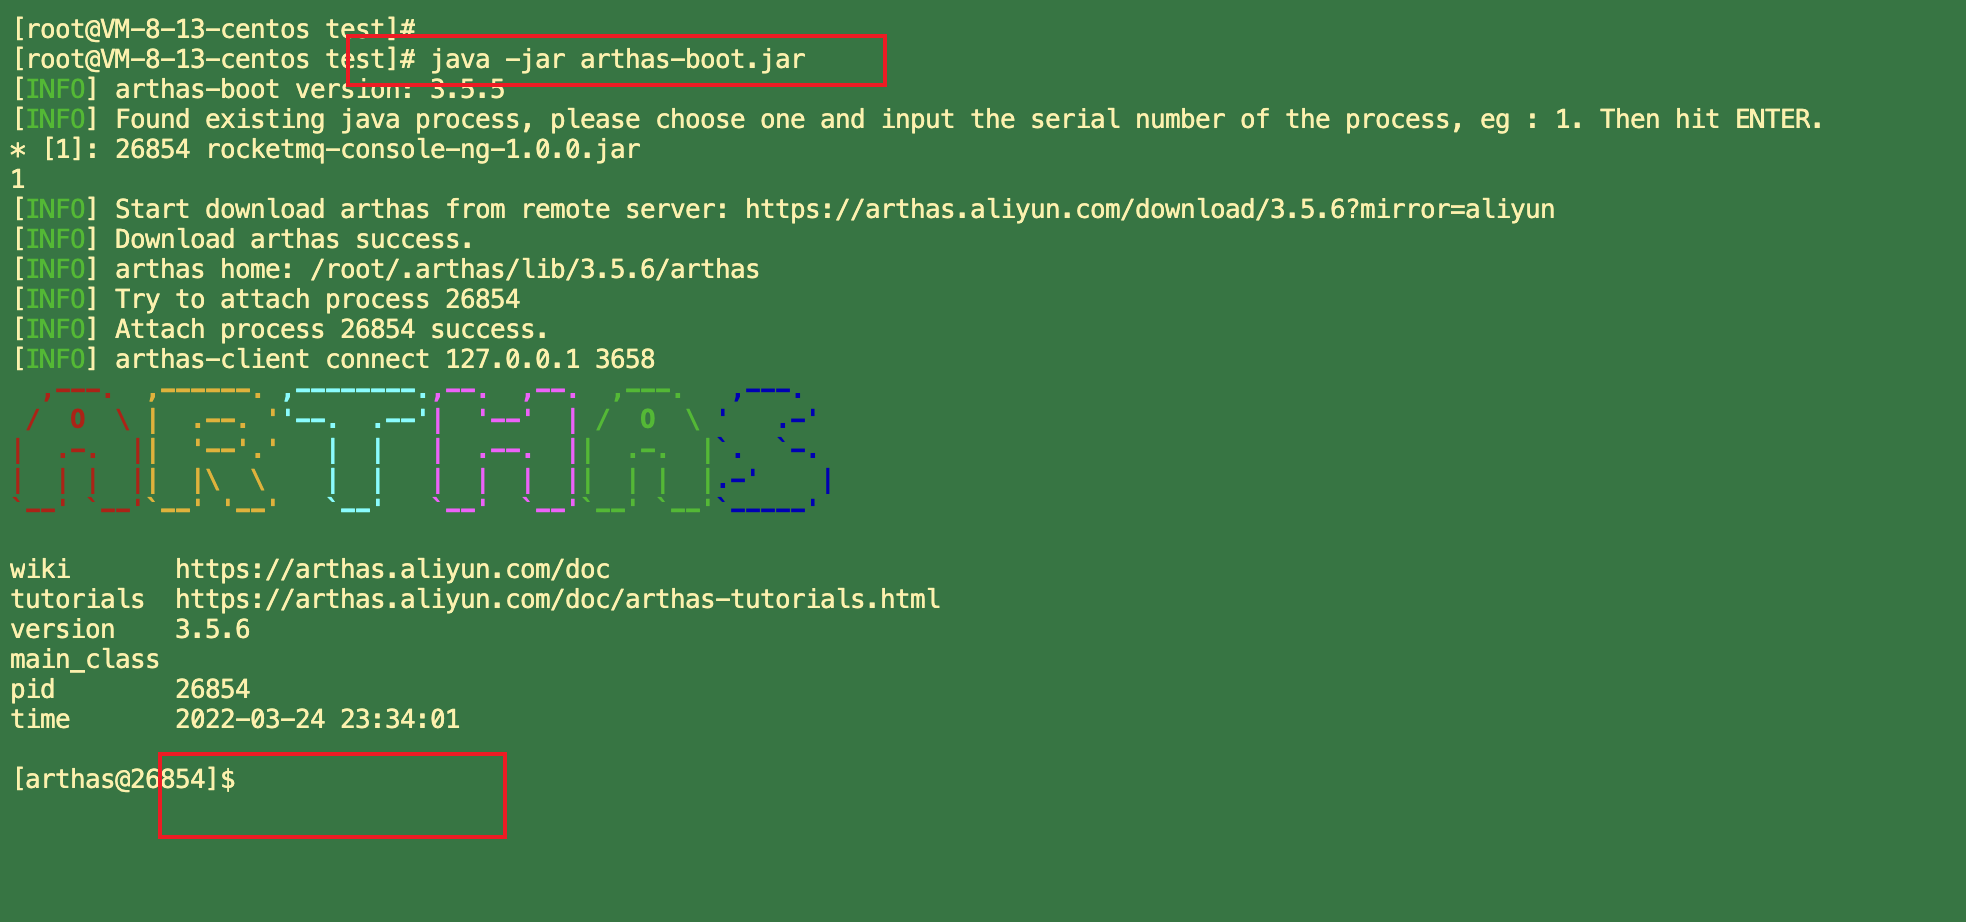 [root@VM-8-13-centos test]#
[root@VM-8-13-centos test]# java -jar arthas-boot.jar
[INFO] arthas-boot version: 3.5.5
[INFO] Found existing java process, please choose one and input the serial number of the process, eg : 1. Then hit ENTER.
* [1]: 26854 rocketmq-console-ng-1.0.0.jar
1
[INFO] Start download arthas from remote server: https://arthas.aliyun.com/download/3.5.6?mirror=aliyun
[INFO] Download arthas success.
[INFO] arthas home: /root/.arthas/lib/3.5.6/arthas
[INFO] Try to attach process 26854
[INFO] Attach process 26854 success.
[INFO] arthas-client connect 127.0.0.1 3658
ARTHAS
wiki https://arthas.aliyun.com/doc
tutorials https://arthas.aliyun.com/doc/arthas-tutorials.html
version 3.5.6
main_class
pid 26854
time 2022-03-24 23:34:01
[arthas@26854]$